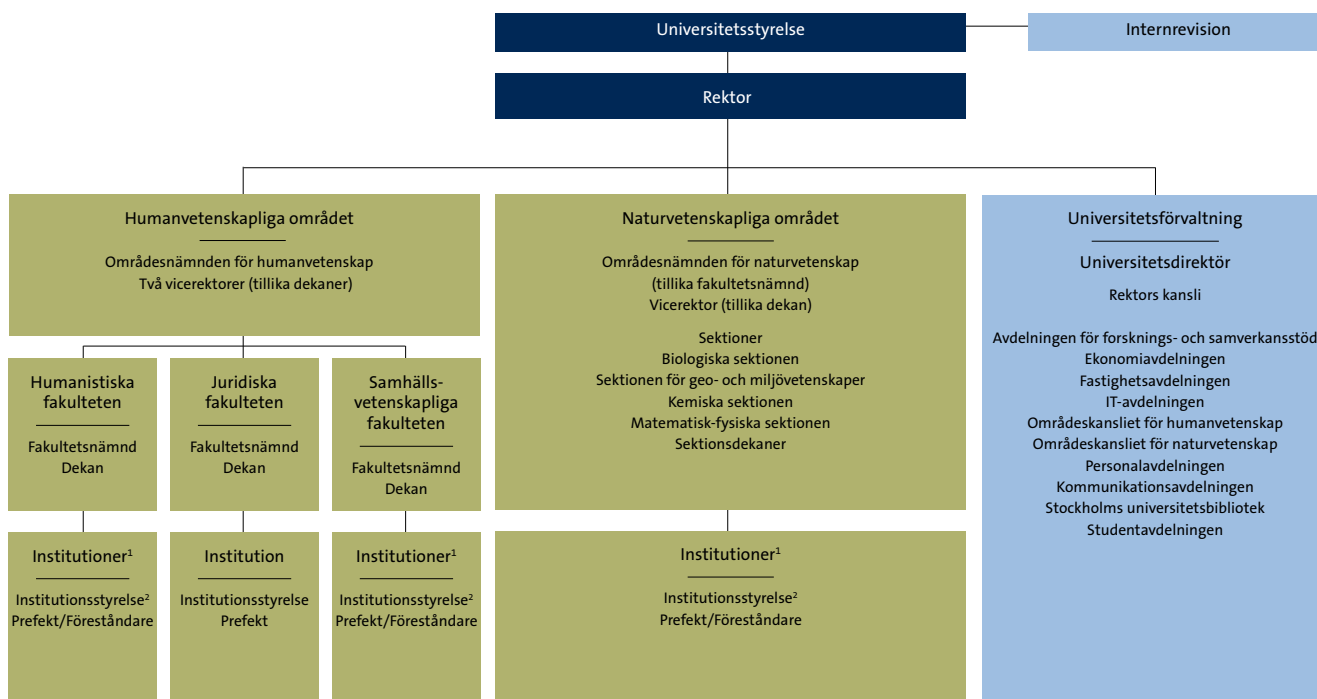 Universitetsstyrelse
Internrevision
Rektor
Humanvetenskapliga området
Områdesnämnden för humanvetenskap
Två vicerektorer (tillika dekaner)
Humanistiska
fakulteten
Fakultetsnämnd
Dekan
Juridiska
fakulteten
Fakultetsnämnd
Dekan
Samhälls-
vetenskapliga
fakulteten
Fakultetsnämnd
Dekan
Institutioner¹
Institutionsstyrelse²
Prefekt/Föreståndare
Institution
Institutionsstyrelse
Prefekt
Institutioner¹
Institutionsstyrelse²
Prefekt/Föreståndare
Naturvetenskapliga området
Områdesnämnden för naturvetenskap
(tillika fakultetsnämnd)
Vicerektor (tillika dekan)
Sektioner
Biologiska sektionen
Sektionen för geo- och miljövetenskaper
Kemiska sektionen
Matematisk-fysiska sektionen
Sektionsdekaner
Institutioner¹
Institutionsstyrelse²
Prefekt/Föreståndare
Universitetsförvaltning
Universitetsdirektör
Rektors kansli
Avdelningen för forsknings- och samverkansstöd
Ekonomiavdelningen
Fastighetsavdelningen
IT-avdelningen
Områdeskansliet för humanvetenskap
Områdeskansliet för naturvetenskap
Personalavdelningen
Kommunikationsavdelningen
Stockholms universitetsbibliotek
Studentavdelningen